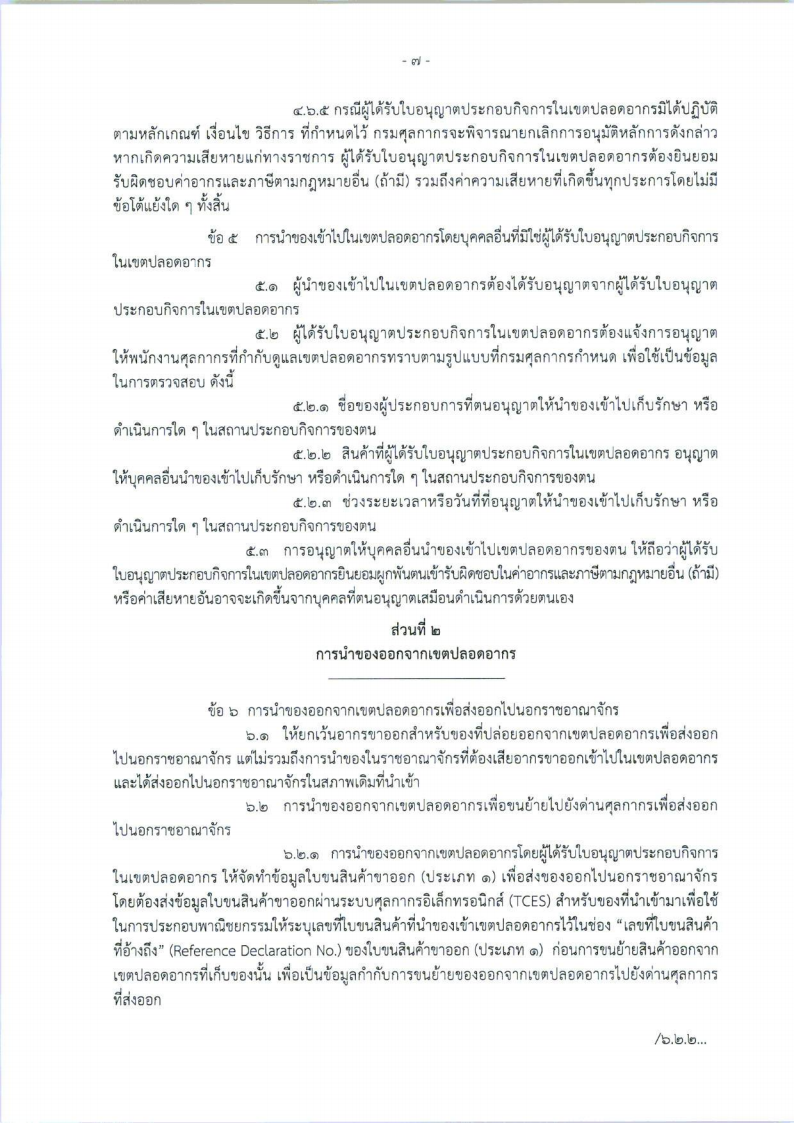 - ๗ -
๔.๖.๕ กรณีผู้ได้รับใบอนุญาตประกอบกิจการในเขตปลอดอากรมิได้ปฏิบัติ
ตามหลักเกณฑ์ เงื่อนไข วิธีการ ที่กำหนดไว้ กรมศุลกากรจะพิจารณายกเลิกการอนุมัติหลักการดังกล่าว
หากเกิดความเสียหายแก่ทางราชการ ผู้ได้รับใบอนุญาตประกอบกิจการในเขตปลอดอากรต้องยินยอม
รับผิดชอบค่าอากรและภาษีตามกฎหมายอื่น (ถ้ามี) รวมถึงค่าความเสียหายที่เกิดขึ้นทุกประการโดยไม่มี
ข้อโต้แย้งใด ๆ ทั้งสิ้น
ข้อ ๕ การนำของเข้าไปในเขตปลอดอากรโดยบุคคลอื่นที่มิใช่ผู้ได้รับใบอนุญาตประกอบกิจการ
ในเขตปลอดอากร
๕.๑ ผู้นำของเข้าไปในเขตปลอดอากรต้องได้รับอนุญาตจากผู้ได้รับใบอนุญาต
ประกอบกิจการในเขตปลอดอากร
๕.๒ ผู้ได้รับใบอนุญาตประกอบกิจการในเขตปลอดอากรต้องแจ้งการอนุญาต
ให้พนักงานศุลกากรที่กำกับดูแลเขตปลอดอากรทราบตามรูปแบบที่กรมศุลกากรกำหนด เพื่อใช้เป็นข้อมูล
ในการตรวจสอบ ดังนี้
๕.๒.๑ ชื่อของผู้ประกอบการที่ตนอนุญาตให้นำของเข้าไปเก็บรักษา หรือ
ดำเนินการใด ๆ ในสถานประกอบกิจการของตน
๕.๒.๒ สินค้าที่ผู้ได้รับใบอนุญาตประกอบกิจการในเขตปลอดอากร อนุญาต
ให้บุคคลอื่นนำของเข้าไปเก็บรักษา หรือดำเนินการใด ๆ ในสถานประกอบกิจการของตน
๕.๒.๓ ช่วงระยะเวลาหรือวันที่ที่อนุญาตให้นำของเข้าไปเก็บรักษา หรือ
ดำเนินการใด ๆ ในสถานประกอบกิจการของตน
๕.๓ การอนุญาตให้บุคคลอื่นนำของเข้าไปเขตปลอดอากรของตน ให้ถือว่าผู้ได้รับ
ใบอนุญาตประกอบกิจการในเขตปลอดอากรยินยอมผูกพันตนเข้ารับผิดชอบในค่าอากรและภาษีตามกฎหมายอื่น (ถ้ามี)
หรือค่าเสียหายอันอาจจะเกิดขึ้นจากบุคคลที่ตนอนุญาตเสมือนดำเนินการด้วยตนเอง
ส่วนที่ ๒
การนำของออกจากเขตปลอดอากร
ข้อ ๖ การนำของออกจากเขตปลอดอากรเพื่อส่งออกไปนอกราชอาณาจักร
๖.๑ ให้ยกเว้นอากรขาออกสำหรับของที่ปล่อยออกจากเขตปลอดอากรเพื่อส่งออก
ไปนอกราชอาณาจักร แต่ไม่รวมถึงการนำของในราชอาณาจักรที่ต้องเสียอากรขาออกเข้าไปในเขตปลอดอากร
และได้ส่งออกไปนอกราชอาณาจักรในสภาพเดิมที่นำเข้า
๖.๒ การนำของออกจากเขตปลอดอากรเพื่อขนย้ายไปยังด่านศุลกากรเพื่อส่งออก
ไปนอกราชอาณาจักร
๖.๒.๑ การนำของออกจากเขตปลอดอากรโดยผู้ได้รับใบอนุญาตประกอบกิจการ
ในเขตปลอดอากร ให้จัดทำข้อมูลใบขนสินค้าขาออก (ประเภท ๑) เพื่อส่งของออกไปนอกราชอาณาจักร
โดยต้องส่งข้อมูลใบขนสินค้าขาออกผ่านระบบศุลกากรอิเล็กทรอนิกส์ (TCES) สำหรับของที่นำเข้ามาเพื่อใช้
ในการประกอบพาณิชยกรรมให้ระบุเลขที่ใบขนสินค้าที่นำของเข้าเขตปลอดอากรไว้ในช่อง “เลขที่ใบขนสินค้า
ที่อ้างถึง” (Reference Declaration No.) ของใบขนสินค้าขาออก (ประเภท ๑) ก่อนการขนย้ายสินค้าออกจาก
เขตปลอดอากรที่เก็บของนั้น เพื่อเป็นข้อมูลกำกับการขนย้ายของออกจากเขตปลอดอากรไปยังด่านศุลกากร
ที่ส่งออก
/๖.๒.๒...